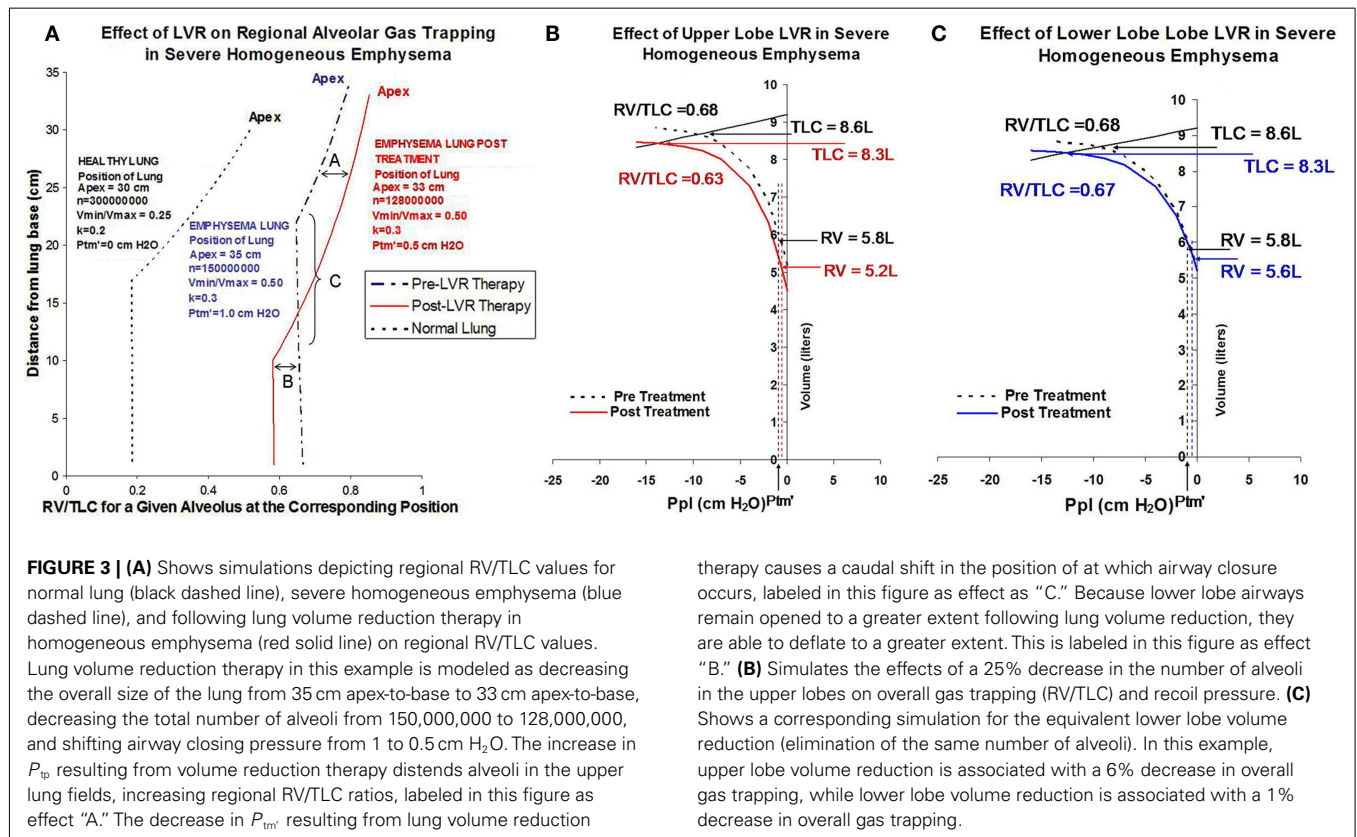 A
Effect of LVR on Regional Alveolar Gas Trapping
in Severe Homogeneous Emphysema
35
30
25
20
15
10
5
0
Distance from lung base (cm)
Apex
Apex
Apex
HEALTHY LUNG
Position of Lung
Apex = 30 cm
n=300000000
Vmin/Vmax = 0.25
k=0.2
Ptm'=0 cm H2O
EMPHYSEMA LUNG
Position of Lung
Apex = 35 cm
n=150000000
Vmin/Vmax = 0.50
k=0.3
Ptm'=1.0 cm H2O
EMPHYSEMA LUNG POST
TREATMENT
Position of Lung
Apex = 33 cm
n=128000000
Vmin/Vmax = 0.50
k=0.3
Ptm'=0.5 cm H2O
A
C
B
Pre-LVR Therapy
Post-LVR Therapy
Normal Llung
0 0.2 0.4 0.6 0.8 1
RV/TLC for a Given Alveolus at the Corresponding Position
B
Effect of Upper Lobe LVR in Severe
Homogeneous Emphysema
10
9
8
7
6
5
4
3
2
1
0
RV/TLC =0.68
TLC = 8.6L
TLC = 8.3L
RV/TLC=0.63
RV = 5.8L
RV = 5.2L
Volume (liters)
Pre Treatment
Post Treatment
-25 -20 -15 -10 -5 0 5 10
Ppl (cm H₂O)
Ptm'
C
Effect of Lower Lobe Lobe LVR in Severe
Homogeneous Emphysema
10
9
8
7
6
5
4
3
2
1
0
RV/TLC =0.68
TLC = 8.6L
TLC = 8.3L
RV/TLC =0.67
RV = 5.8L
RV = 5.6L
Volume (liters)
Pre Treatment
Post Treatment
-25 -20 -15 -10 -5 0 5 10
Ppl (cm H₂O)
Ptm'
FIGURE 3 | (A) Shows simulations depicting regional RV/TLC values for
normal lung (black dashed line), severe homogeneous emphysema (blue
dashed line), and following lung volume reduction therapy in
homogeneous emphysema (red solid line) on regional RV/TLC values.
Lung volume reduction therapy in this example is modeled as decreasing
the overall size of the lung from 35 cm apex-to-base to 33 cm apex-to-base,
decreasing the total number of alveoli from 150,000,000 to 128,000,000,
and shifting airway closing pressure from 1 to 0.5 cm H₂O. The increase in
Ptp resulting from volume reduction therapy distends alveoli in the upper
lung fields, increasing regional RV/TLC ratios, labeled in this figure as
effect “A.” The decrease in Ptm′ resulting from lung volume reduction
therapy causes a caudal shift in the position of at which airway closure
occurs, labeled in this figure as effect as “C.” Because lower lobe airways
remain opened to a greater extent following lung volume reduction, they
are able to deflate to a greater extent. This is labeled in this figure as effect
“B.” (B) Simulates the effects of a 25% decrease in the number of alveoli
in the upper lobes on overall gas trapping (RV/TLC) and recoil pressure. (C)
Shows a corresponding simulation for the equivalent lower lobe volume
reduction (elimination of the same number of alveoli). In this example,
upper lobe volume reduction is associated with a 6% decrease in overall
gas trapping, while lower lobe volume reduction is associated with a 1%
decrease in overall gas trapping.